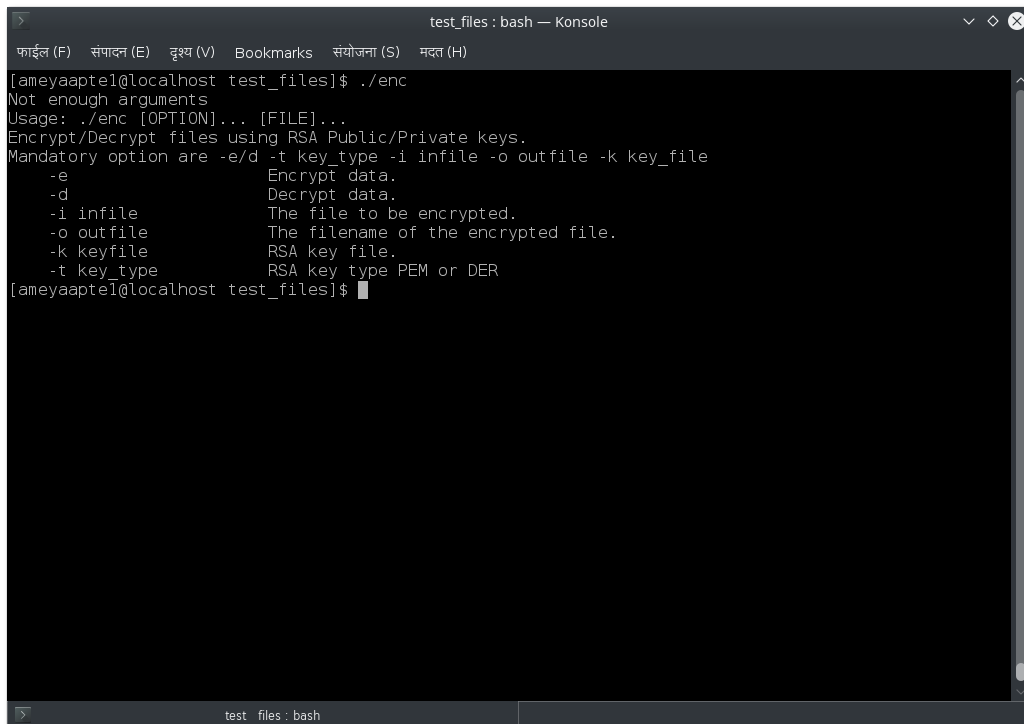 test_files : bash — Konsole
फाईल (F) संपादन (E) दृश्य (V) Bookmarks संयोजना (S) मदत (H)
[ameyaapte1@localhost test_files]$ ./enc
Not enough arguments
Usage: ./enc [OPTION]... [FILE]...
Encrypt/Decrypt files using RSA Public/Private keys.
Mandatory option are -e/d -t key_type -i infile -o outfile -k key_file
    -e                    Encrypt data.
    -d                    Decrypt data.
    -i infile             The file to be encrypted.
    -o outfile            The filename of the encrypted file.
    -k keyfile            RSA key file.
    -t key_type           RSA key type PEM or DER
[ameyaapte1@localhost test_files]$
test_files : bash